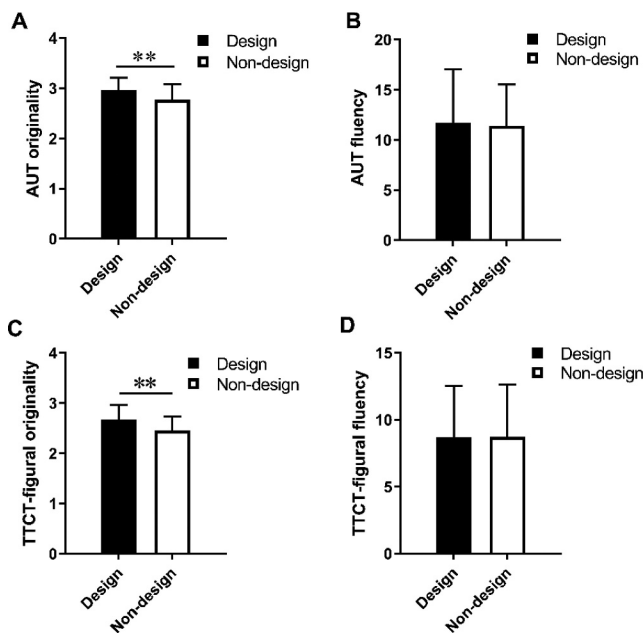 A
Design
Non-design
**
AUT originality
4
3
2
1
0
Design
Non-design
B
Design
Non-design
AUT fluency
20
15
10
5
0
Design
Non-design
C
Design
Non-design
**
TTCT-figural originality
4
3
2
1
0
Design
Non-design
D
Design
Non-design
TTCT-figural fluency
15
10
5
0
Design
Non-design